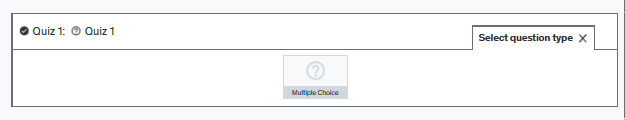 Quiz 1: Quiz 1
Select question type
Multiple Choice